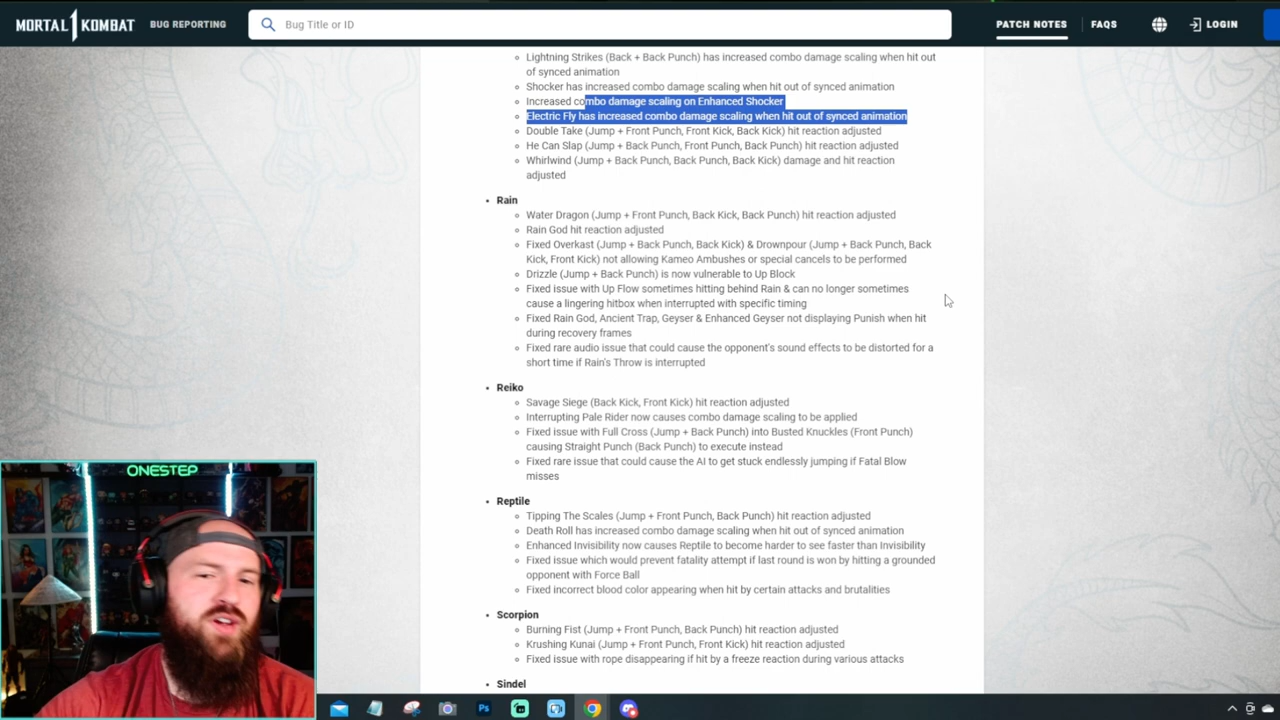 MORTAL KOMBAT
BUG REPORTING
Bug Title or ID
PATCH NOTES
FAQS
LOGIN
Lightning Strikes (Back + Back Punch) has increased combo damage scaling when hit out
of synced animation
Shocker has increased combo damage scaling when hit out of synced animation
Increased combo damage scaling on Enhanced Shocker
Electric Fly has increased combo damage scaling when hit out of synced animation
Double Take (Jump + Front Punch, Front Kick, Back Kick) hit reaction adjusted
He Can Slap (Jump + Back Punch, Front Punch, Back Punch) hit reaction adjusted
Whirlwind (Jump + Back Punch, Back Punch, Back Kick) damage and hit reaction
adjusted
Rain
Water Dragon (Jump + Front Punch, Back Kick, Back Punch) hit reaction adjusted
Rain God hit reaction adjusted
Fixed Overkast (Jump + Back Punch, Back Kick) & Drownpour (Jump + Back Punch, Back
Kick, Front Kick) not allowing Kameo Ambushes or special cancels to be performed
Drizzle (Jump + Back Punch) is now vulnerable to Up Block
Fixed issue with Up Flow sometimes hitting behind Rain & can no longer sometimes
cause a lingering hitbox when interrupted with specific timing
Fixed Rain God, Ancient Trap, Geyser & Enhanced Geyser not displaying Punish when hit
during recovery frames
Fixed rare audio issue that could cause the opponent's sound effects to be distorted for a
short time if Rain's Throw is interrupted
Reiko
Savage Siege (Back Kick, Front Kick) hit reaction adjusted
Interrupting Pale Rider now causes combo damage scaling to be applied
Fixed issue with Full Cross (Jump + Back Punch) into Busted Knuckles (Front Punch)
causing Straight Punch (Back Punch) to execute instead
Fixed rare issue that could cause the AI to get stuck endlessly jumping if Fatal Blow
misses
Reptile
Tipping The Scales (Jump + Front Punch, Back Punch) hit reaction adjusted
Death Roll has increased combo damage scaling when hit out of synced animation
Enhanced Invisibility now causes Reptile to become harder to see faster than Invisibility
Fixed issue which would prevent fatality attempt if last round is won by hitting a grounded
opponent with Force Ball
Fixed incorrect blood color appearing when hit by certain attacks and brutalities
Scorpion
Burning Fist (Jump + Front Punch, Back Punch) hit reaction adjusted
Krushing Kunai (Jump + Front Punch, Front Kick) hit reaction adjusted
Fixed issue with rope disappearing if hit by a freeze reaction during various attacks
Sindel
ONESTEP
Ps